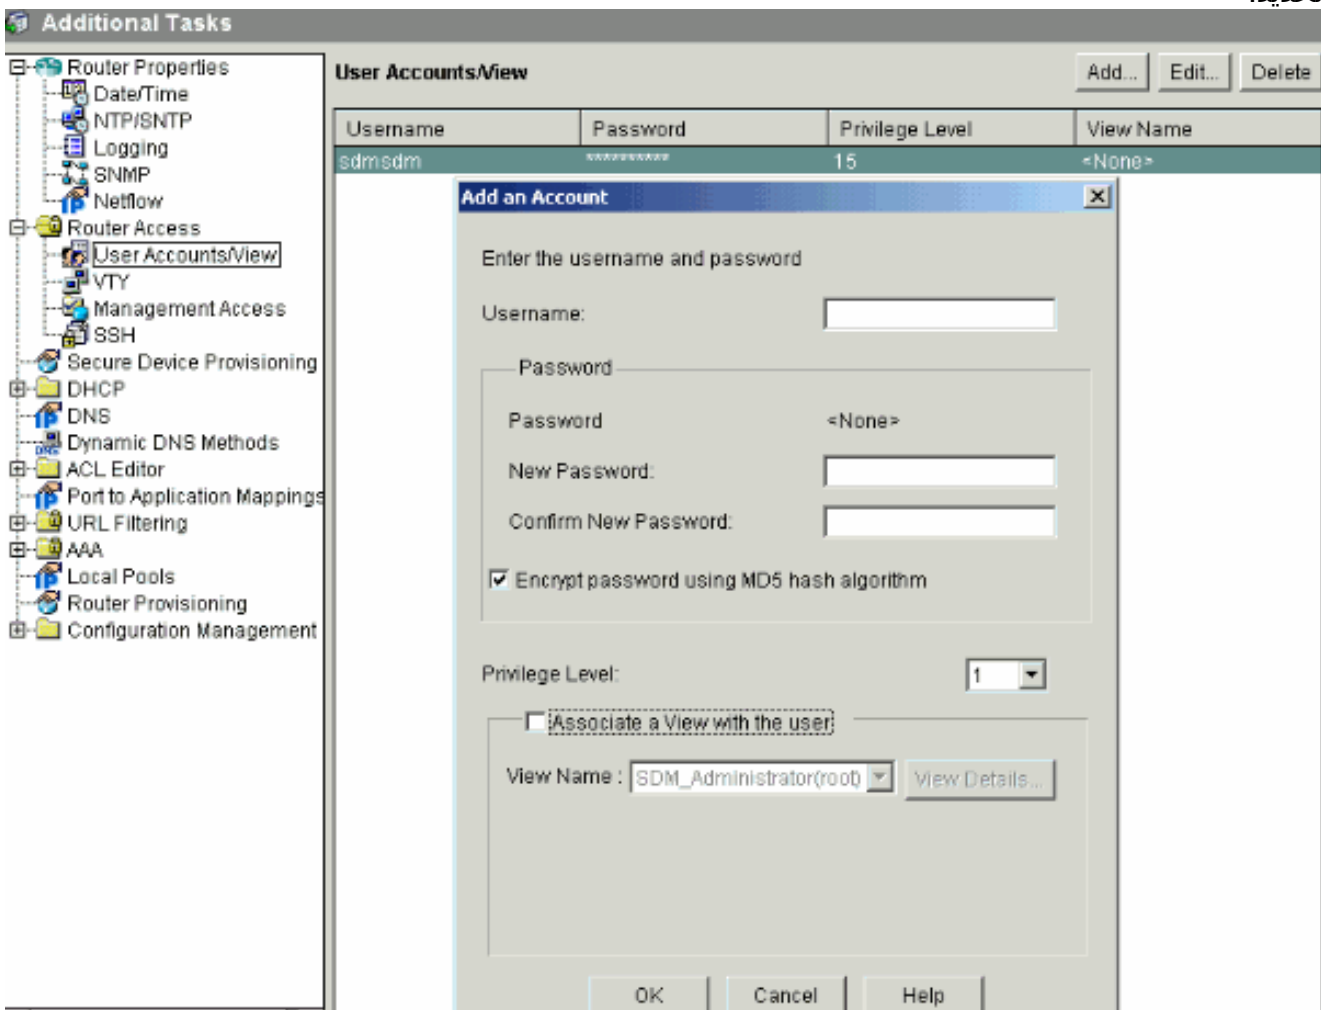 Additional Tasks
Router Properties
Date/Time
NTP/SNTP
Logging
SNMP
Netflow
Router Access
User Accounts/View
VTY
Management Access
SSH
Secure Device Provisioning
DHCP
DNS
Dynamic DNS Methods
ACL Editor
Port to Application Mappings
URL Filtering
AAA
Local Pools
Router Provisioning
Configuration Management
User Accounts/View
Add... Edit... Delete
Username Password Privilege Level View Name
sdmsdm ********** 15 <None>
Add an Account
Enter the username and password
Username:
Password
Password <None>
New Password:
Confirm New Password:
Encrypt password using MD5 hash algorithm
Privilege Level: 1
Associate a View with the user
View Name : SDM_Administrator(root) View Details...
OK Cancel Help